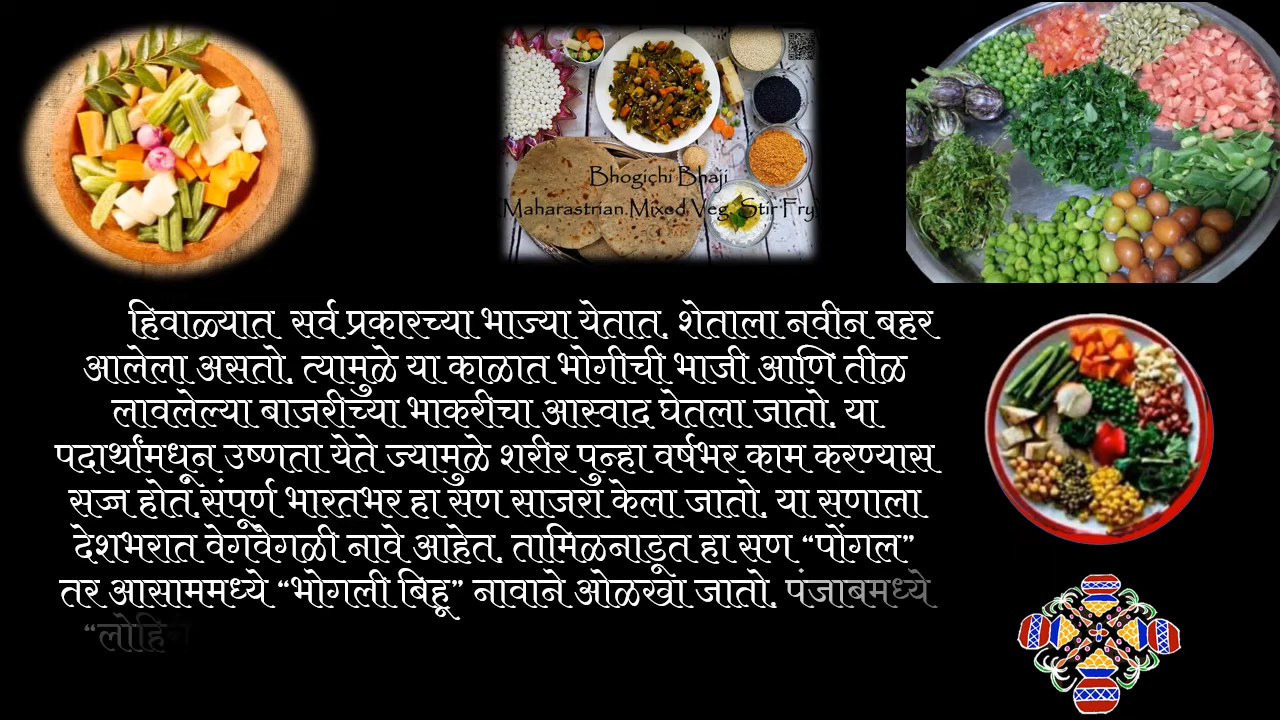 Bhogichi Bhaji
Maharastrian Mixed Veg. Stir Fry
हिवाळ्यात सर्व प्रकारच्या भाज्या येतात. शेताला नवीन बहर
आलेला असतो. त्यामुळे या काळात भोगीची भाजी आणि तीळ
लावलेल्या बाजरीच्या भाकरीचा आस्वाद घेतला जातो. या
पदार्थांमधून उष्णता येते ज्यामुळे शरीर पुन्हा वर्षभर काम करण्यास
सज्ज होतं.संपूर्ण भारतभर हा सण साजरा केला जातो. या सणाला
देशभरात वेगवेगळी नावे आहेत. तामिळनाडूत हा सण “पोंगल”
तर आसाममध्ये “भोगली बिहू” नावाने ओळखला जातो. पंजाबमध्ये